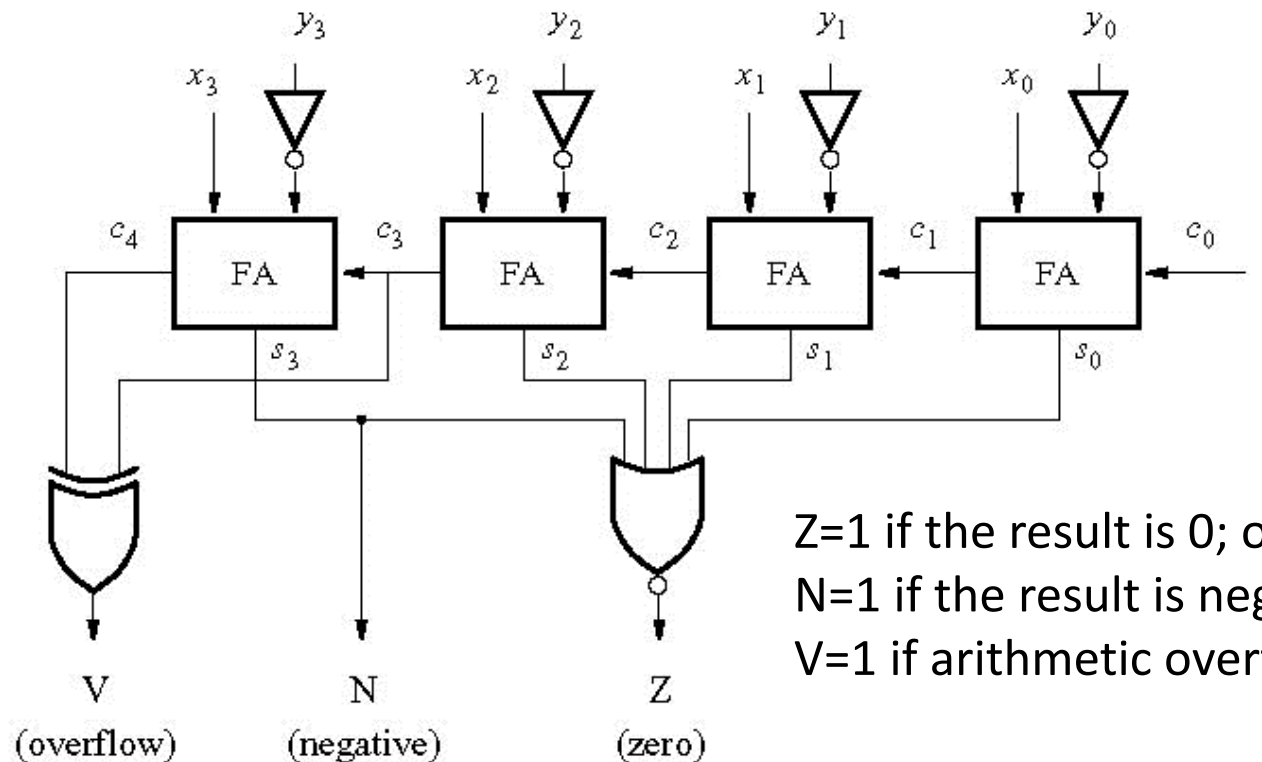 y3 y2 y1 y0
x3 x2 x1 x0
c4 c3 c2 c1 c0
FA FA FA FA
s3 s2 s1 s0
Z=1 if the result is 0; o
N=1 if the result is neg
V=1 if arithmetic over
V N Z
(overflow) (negative) (zero)